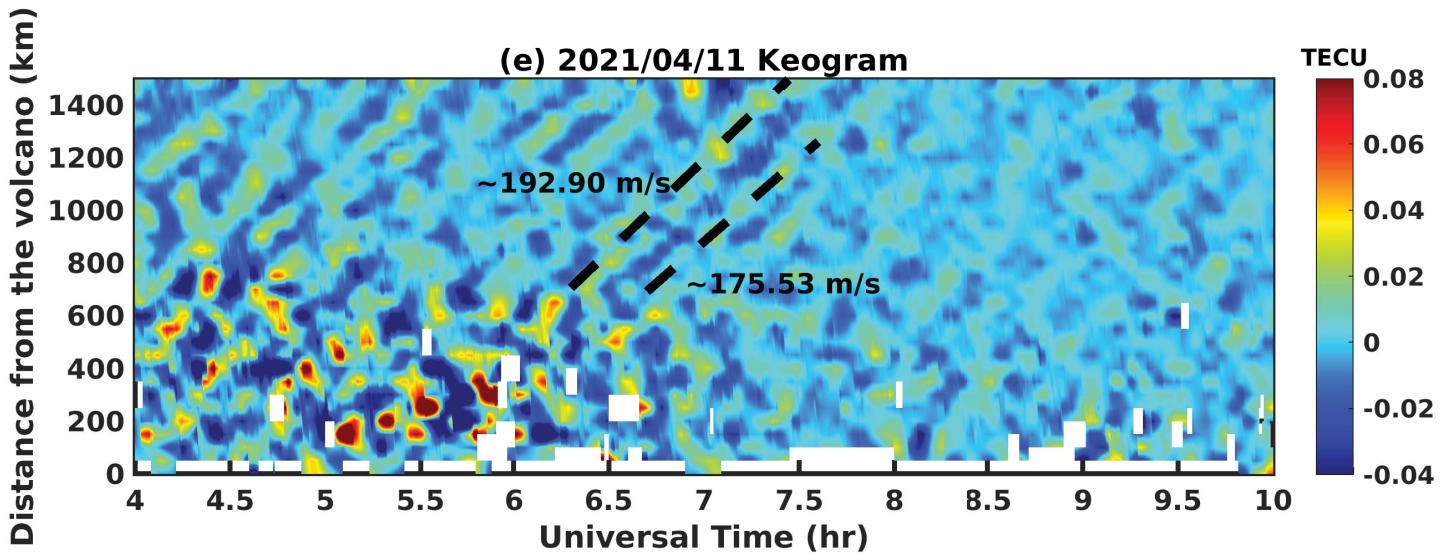 (e) 2021/04/11 Keogram
TECU
Distance from the volcano (km)
1400
1200
1000
800
600
400
200
0
~192.90 m/s
~175.53 m/s
0.08
0.06
0.04
0.02
0
-0.02
-0.04
4 4.5 5 5.5 6 6.5 7 7.5 8 8.5 9 9.5 10
Universal Time (hr)